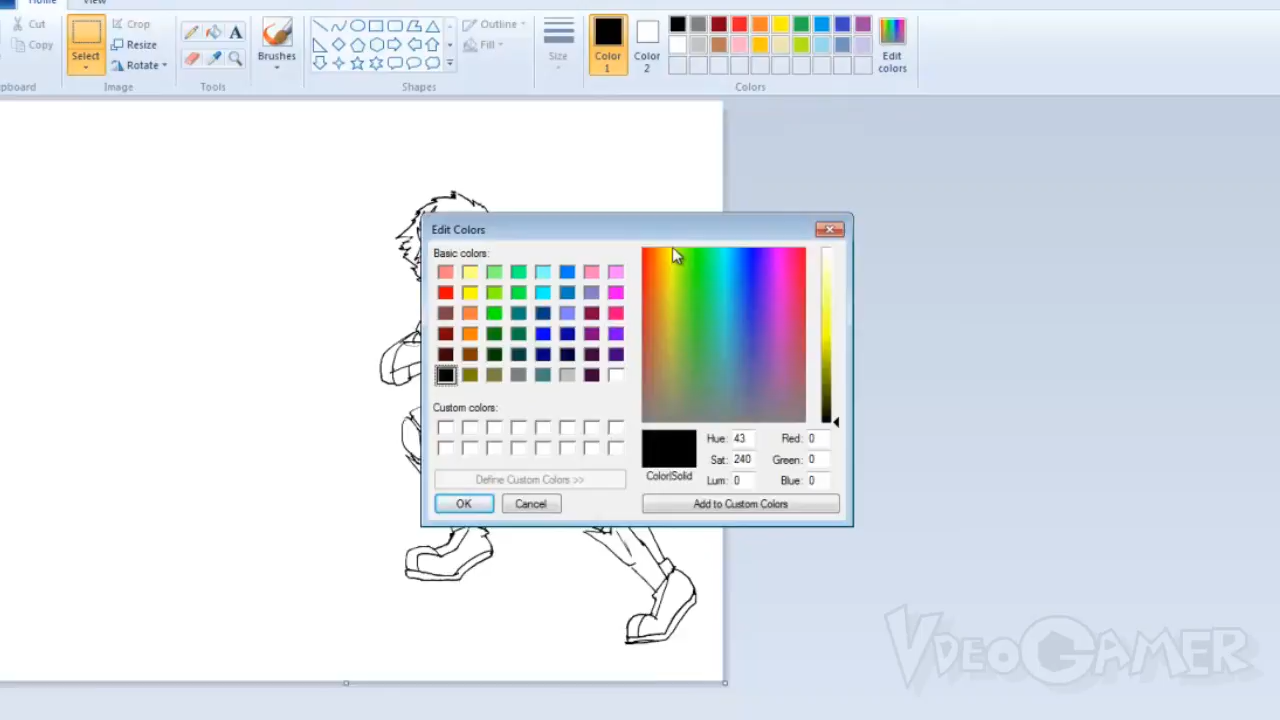 Home View
Cut
Copy
Crop
Resize
Rotate
Select
Brushes
Outline
Fill
Size
Color 1
Color 2
Edit colors
Image
Tools
Shapes
Colors
Edit Colors
Basic colors:
Custom colors:
Define Custom Colors >>
OK
Cancel
Hue: 43
Sat: 240
Lum: 0
Red: 0
Green: 0
Blue: 0
Color|Solid
Add to Custom Colors
VDEOGAMER